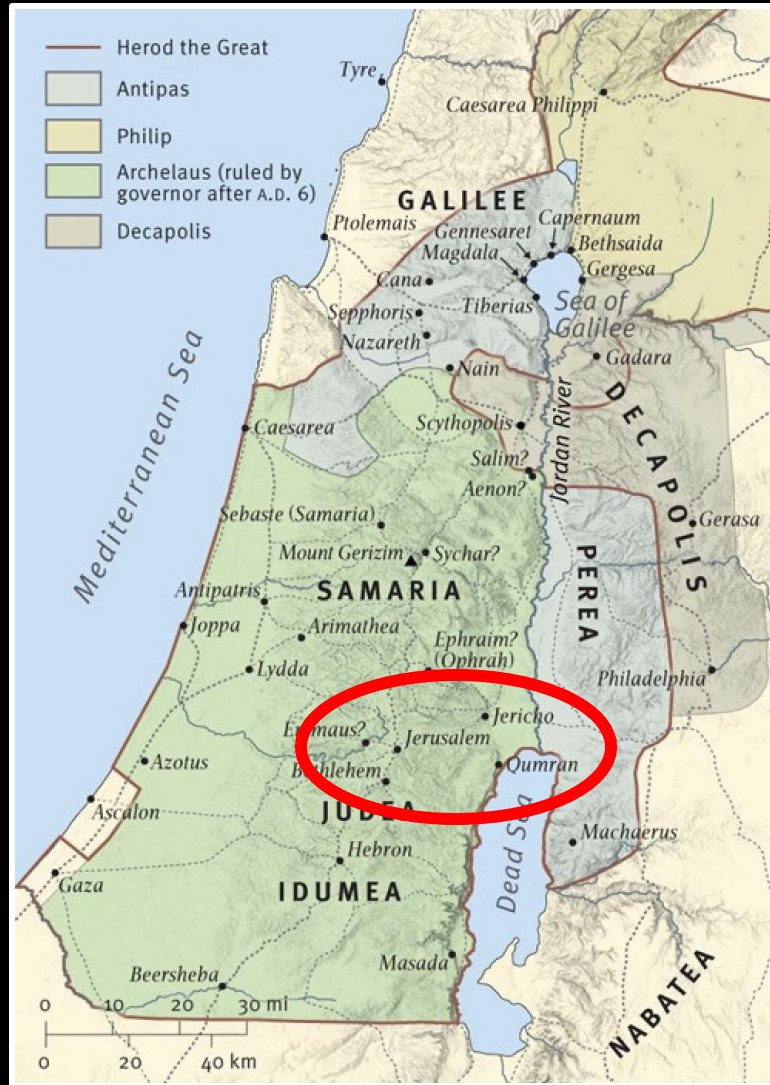 Herod the Great
Antipas
Philip
Archelaus (ruled by
governor after A.D. 6)
Decapolis
Tyre
Caesarea Philippi
GALILEE
Ptolemais
Gennesaret
Capernaum
Magdala
Bethsaida
Cana
Gergesa
Tiberias
Sea of
Galilee
Sepphoris
Nazareth
Gadara
Nain
Mediterranean Sea
Jordan River
DECAPOLIS
Caesarea
Scythopolis
Salim?
Aenon?
Sebaste (Samaria)
Gerasa
Mount Gerizim
Sychar?
PEREA
SAMARIA
Antipatris
Joppa
Arimathea
Ephraim?
(Ophrah)
Lydda
Philadelphia
Jericho
Emmaus?
Jerusalem
Azotus
Bethlehem
Qumran
Ascalon
JUDEA
Machaerus
Dead Sea
Hebron
Gaza
IDUMEA
Masada
Beersheba
NABATEA
0 10 20 30 mi
0 20 40 km